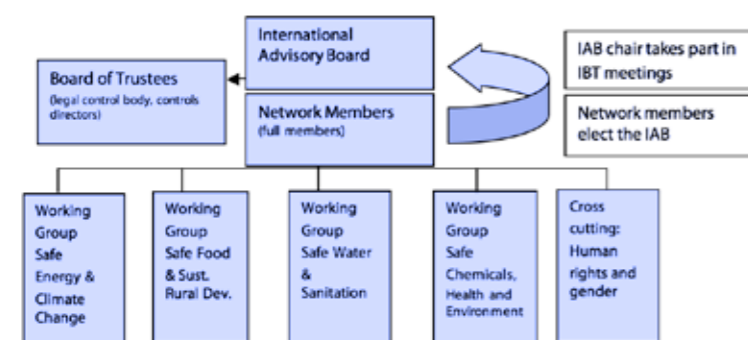 International
Advisory Board
Board of Trustees
(legal control body, controls
directors)
Network Members
(full members)
IAB chair takes part in
IBT meetings
Network members
elect the IAB
Working
Group
Safe
Energy &
Climate
Change
Working
Group
Safe Food
& Sust.
Rural Dev.
Working
Group
Safe Water
&
Sanitation
Working
Group
Safe
Chemicals,
Health and
Environment
Cross
cutting:
Human
rights and
gender